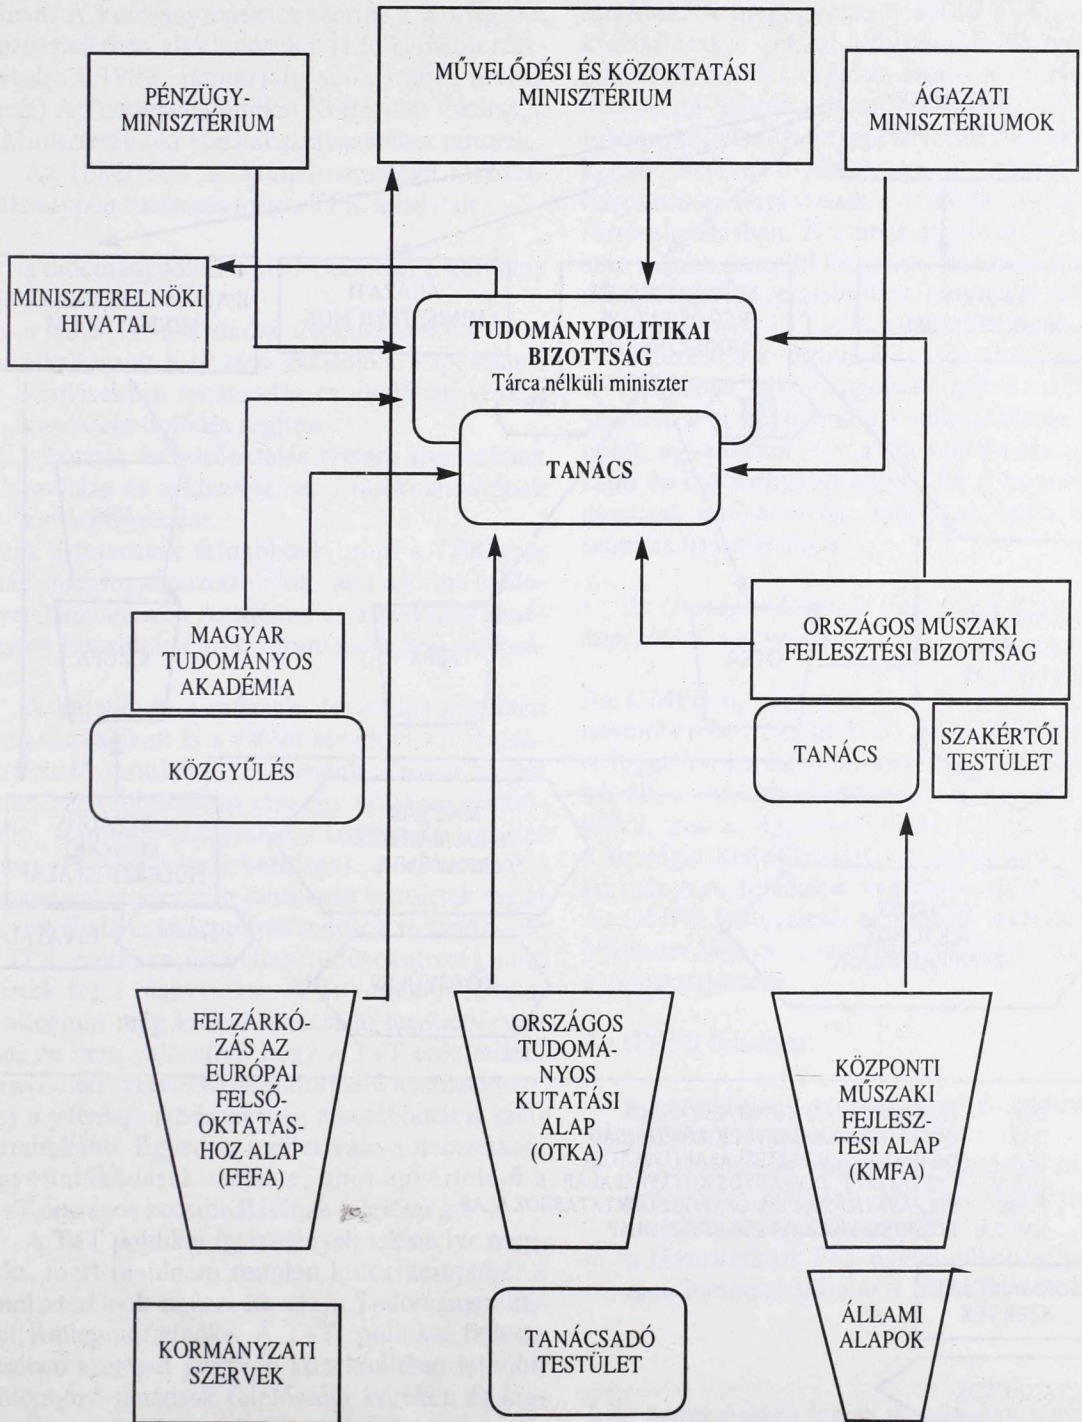 PÉNZÜGY-
MINISZTÉRIUM
MŰVELŐDÉSI ÉS KÖZOKTATÁSI
MINISZTÉRIUM
ÁGAZATI
MINISZTÉRIUMOK
MINISZTERELNÖKI
HIVATAL
TUDOMÁNYPOLITIKAI
BIZOTTSÁG
Tárca nélküli miniszter
TANÁCS
MAGYAR
TUDOMÁNYOS
AKADÉMIA
KÖZGYŰLÉS
ORSZÁGOS MŰSZAKI
FEJLESZTÉSI BIZOTTSÁG
TANÁCS
SZAKÉRTŐI
TESTÜLET
FELZÁRKÓ-
ZÁS AZ
EURÓPAI
FELSŐ-
OKTATÁS-
HOZ ALAP
(FEFA)
ORSZÁGOS
TUDOMÁ-
NYOS
KUTATÁSI
ALAP
(OTKA)
KÖZPONTI
MŰSZAKI
FEJLESZ-
TÉSI ALAP
(KMFA)
KORMÁNYZATI
SZERVEK
TANÁCSADÓ
TESTÜLET
ÁLLAMI
ALAPOK